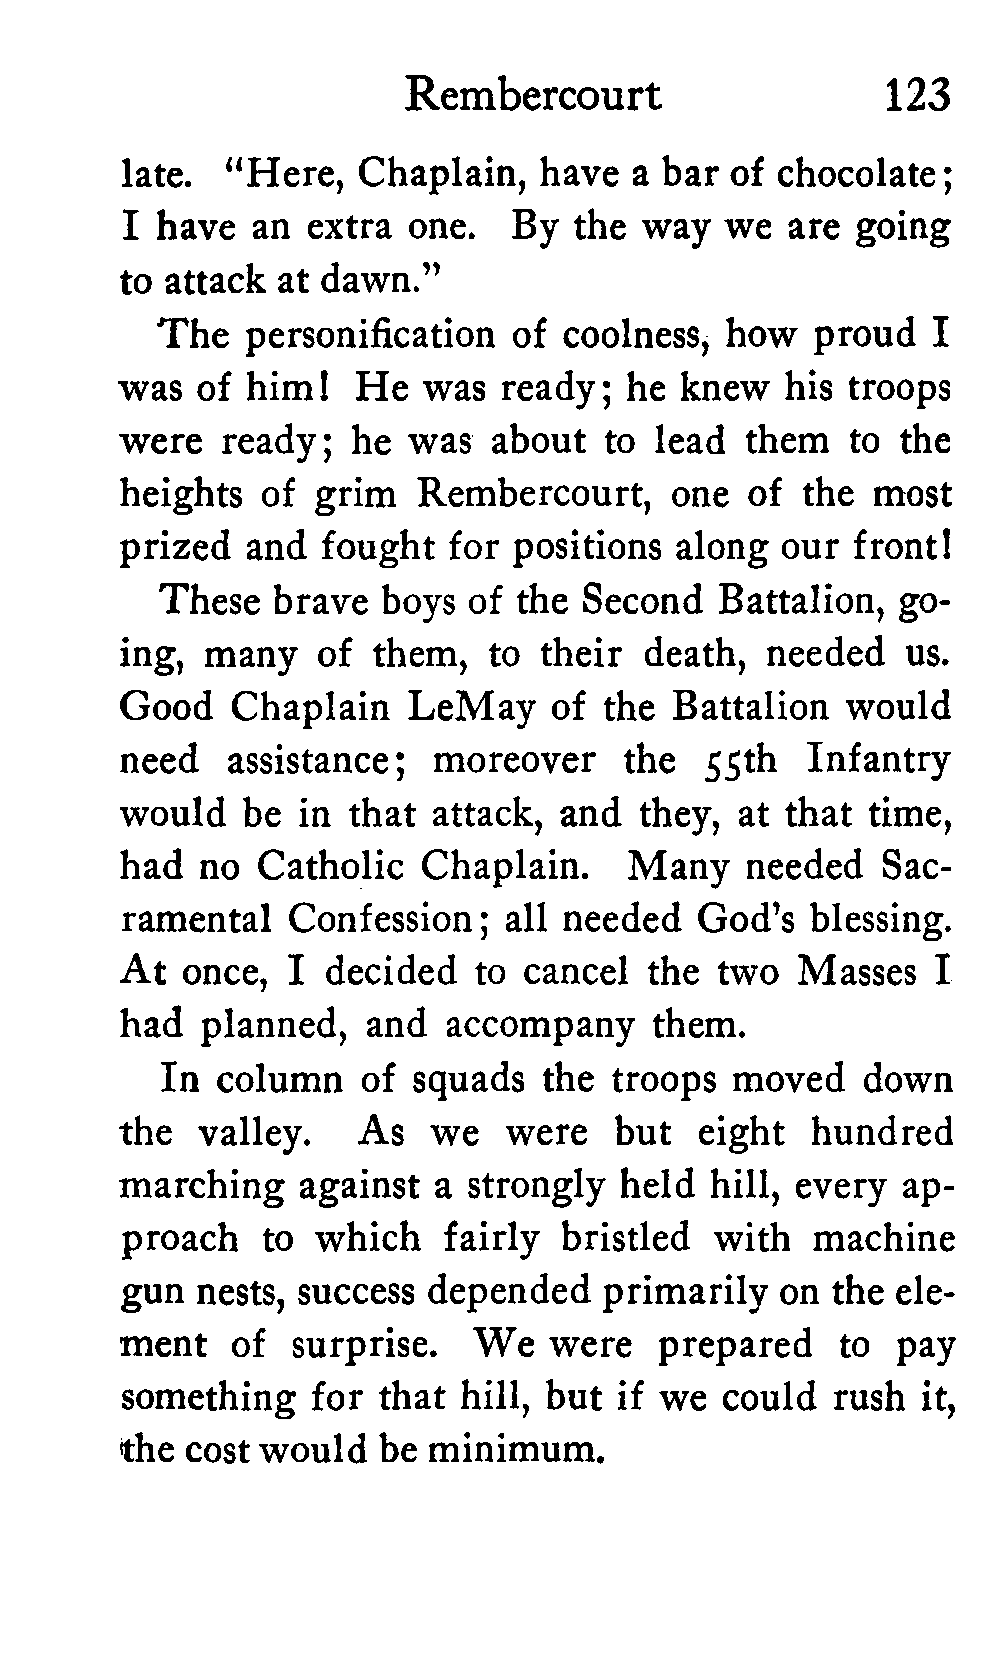 Rembercourt 123
late. "Here, Chaplain, have a bar of chocolate;
I have an extra one. By the way we are going
to attack at dawn."
The personification of coolness, how proud I
was of him! He was ready; he knew his troops
were ready; he was about to lead them to the
heights of grim Rembercourt, one of the most
prized and fought for positions along our front!
These brave boys of the Second Battalion, go-
ing, many of them, to their death, needed us.
Good Chaplain LeMay of the Battalion would
need assistance; moreover the 55th Infantry
would be in that attack, and they, at that time,
had no Catholic Chaplain. Many needed Sac-
ramental Confession; all needed God's blessing.
At once, I decided to cancel the two Masses I
had planned, and accompany them.
In column of squads the troops moved down
the valley. As we were but eight hundred
marching against a strongly held hill, every ap-
proach to which fairly bristled with machine
gun nests, success depended primarily on the ele-
ment of surprise. We were prepared to pay
something for that hill, but if we could rush it,
the cost would be minimum.